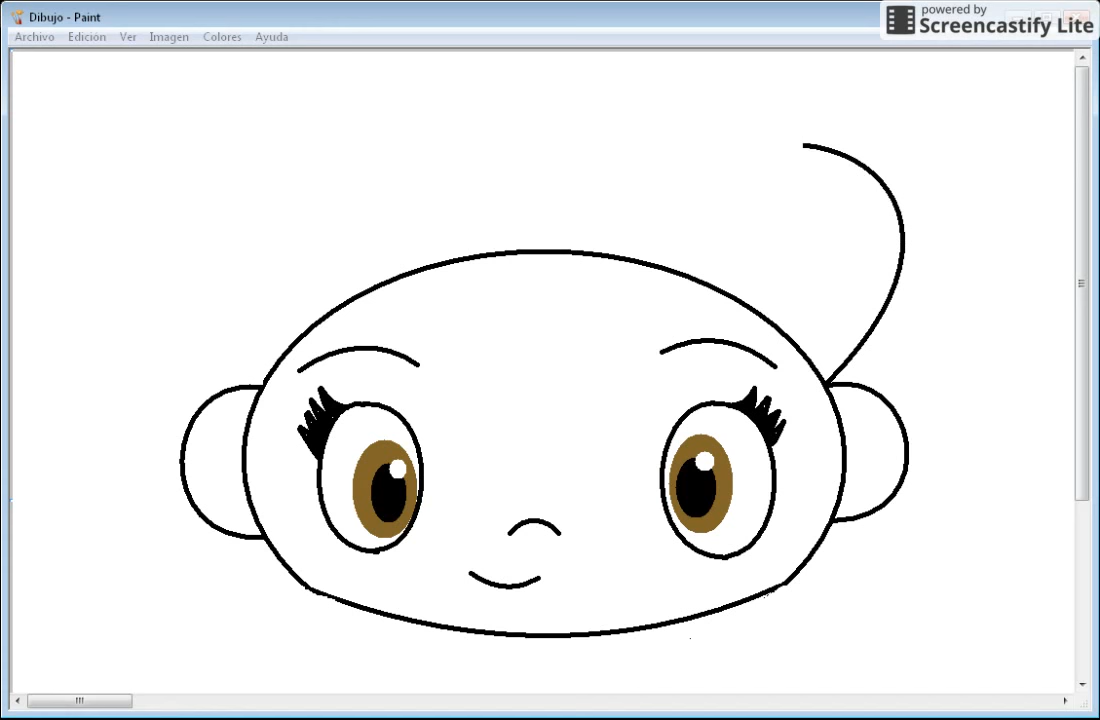 Dibujo - Paint
powered by
Screencastify Lite
Archivo Edición Ver Imagen Colores Ayuda